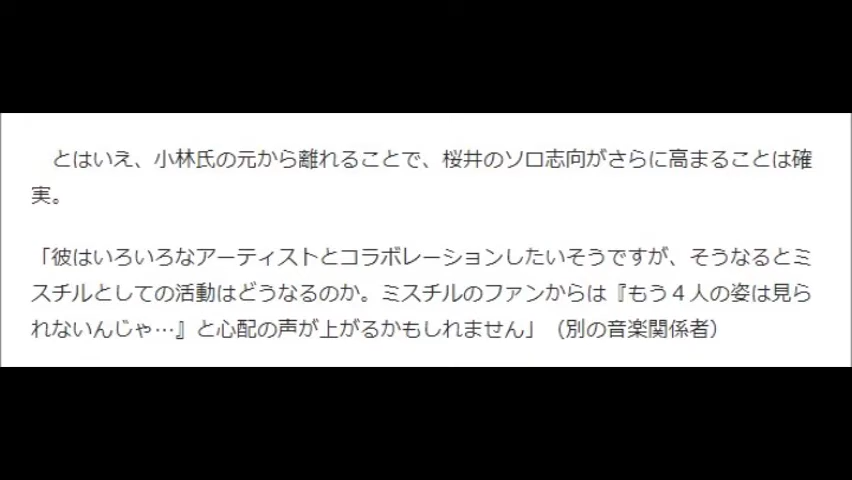 とはいえ、小林氏の元から離れることで、桜井のソロ志向がさらに高まることは確
実。
「彼はいろいろなアーティストとコラボレーションしたいそうですが、そうなるとミ
スチルとしての活動はどうなるのか。ミスチルのファンからは『もう４人の姿は見ら
れないんじゃ…』と心配の声が上がるかもしれません」（別の音楽関係者）